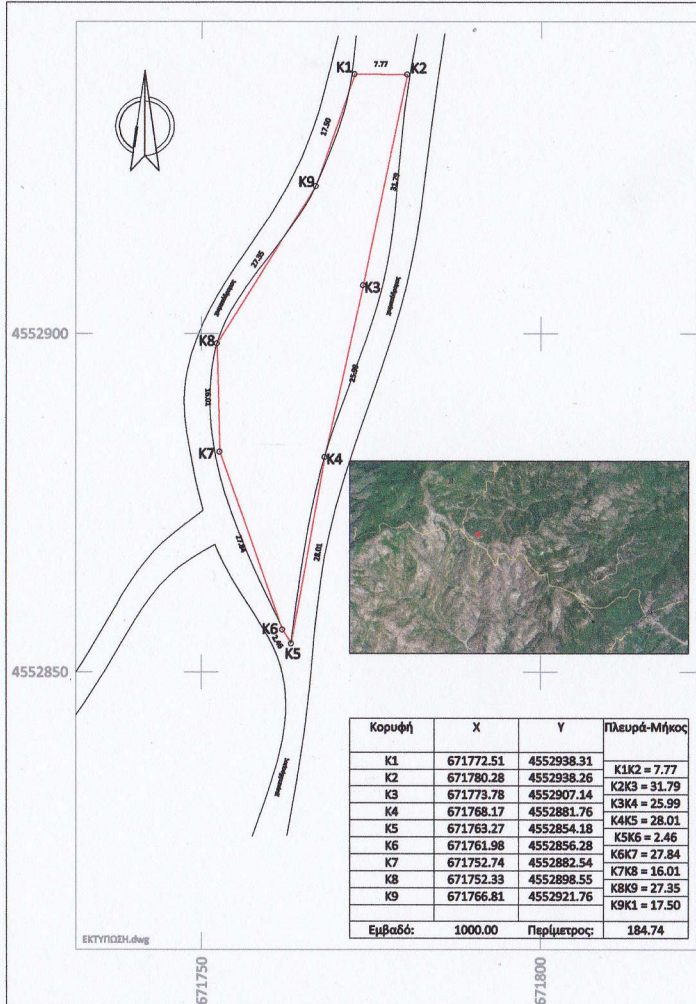 K1
7.77
K2
17.50
K9
31.79
27.35
χωματόδρομος
K3
χωματόδρομος
4552900
K8
25.99
16.01
K7
K4
27.84
28.01
K6
2.46
K5
4552850
χωματόδρομος
Κορυφή X Y Πλευρά-Μήκος
K1 671772.51 4552938.31
K1K2 = 7.77
K2 671780.28 4552938.26
K2K3 = 31.79
K3 671773.78 4552907.14
K3K4 = 25.99
K4 671768.17 4552881.76
K4K5 = 28.01
K5 671763.27 4552854.18
K5K6 = 2.46
K6 671761.98 4552856.28
K6K7 = 27.84
K7 671752.74 4552882.54
K7K8 = 16.01
K8 671752.33 4552898.55
K8K9 = 27.35
K9 671766.81 4552921.76
K9K1 = 17.50
Εμβαδό: 1000.00 Περίμετρος: 184.74
ΕΚΤΥΠΩΣΗ.dwg
671750
671800